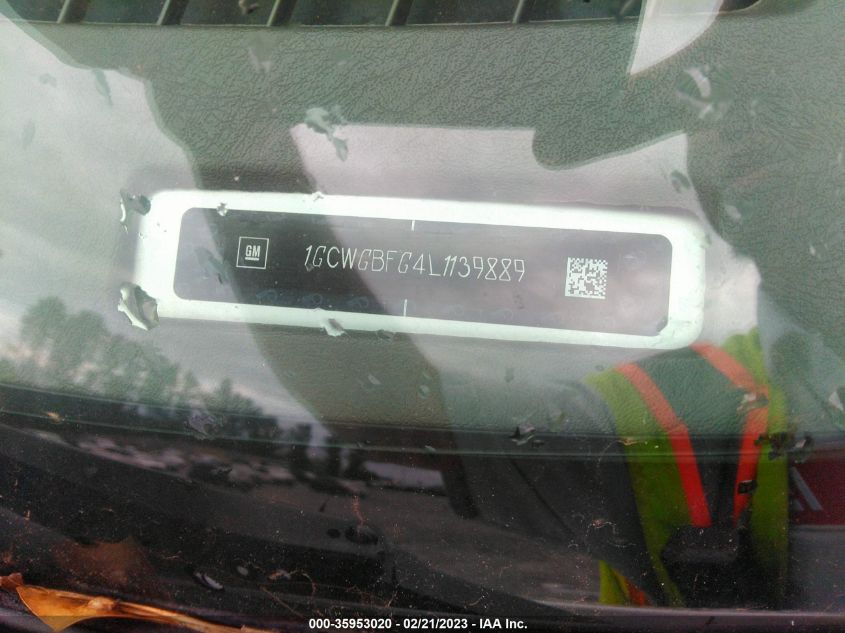 GM
1GCWGBFG4L1139889
000-35953020 - 02/21/2023 - IAA Inc.